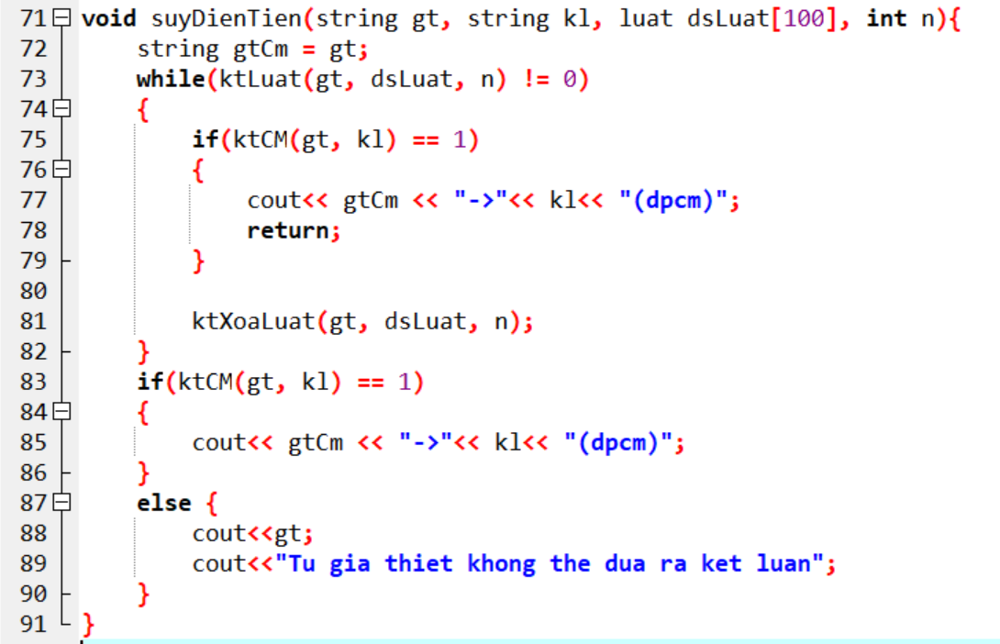 71 void suyDienTien(string gt, string kl, luat dsLuat[100], int n){
72     string gtCm = gt;
73     while(ktLuat(gt, dsLuat, n) != 0)
74     {
75         if(ktCM(gt, kl) == 1)
76         {
77             cout<< gtCm << "->"<< kl<< "(dpcm)";
78             return;
79         }
80
81         ktXoaLuat(gt, dsLuat, n);
82     }
83     if(ktCM(gt, kl) == 1)
84     {
85         cout<< gtCm << "->"<< kl<< "(dpcm)";
86     }
87     else {
88         cout<<gt;
89         cout<<"Tu gia thiet khong the dua ra ket luan";
90     }
91 }